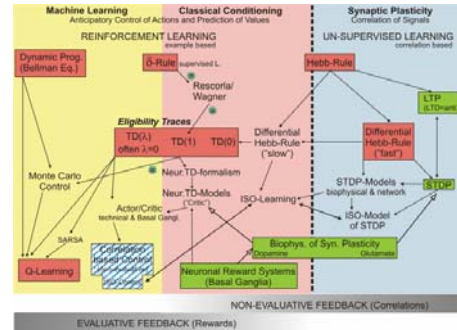 Machine Learning
Classical Conditioning
Synaptic Plasticity
Anticipatory Control of Actions and Prediction of Values
Correlation of Signals
REINFORCEMENT LEARNING
example based
UN-SUPERVISED LEARNING
correlation based
Dynamic Prog.
(Bellman Eq.)
δ-Rule
supervised L.
Hebb-Rule
Rescorla/
Wagner
LTP
Eligibility Traces
TD(λ)
often λ=0
TD(1)
TD(0)
Differential
Hebb-Rule
("slow")
Differential
Hebb-Rule
("fast")
Monte Carlo
Control
Neur.TD-formalism
STDP-Models
biophysical & network
STDP
Neur.TD-Models
("Critic")
ISO-Learning
Actor/Critic
technical & Basal Gangl.
ISO-Model
of STDP
SARSA
Correlation
based Control
Biophys. of Syn. Plasticity
Dopamine
Glutamate
Q-Learning
Neuronal Reward Systems
(Basal Ganglia)
NON-EVALUATIVE FEEDBACK (Correlations)
EVALUATIVE FEEDBACK (Rewards)